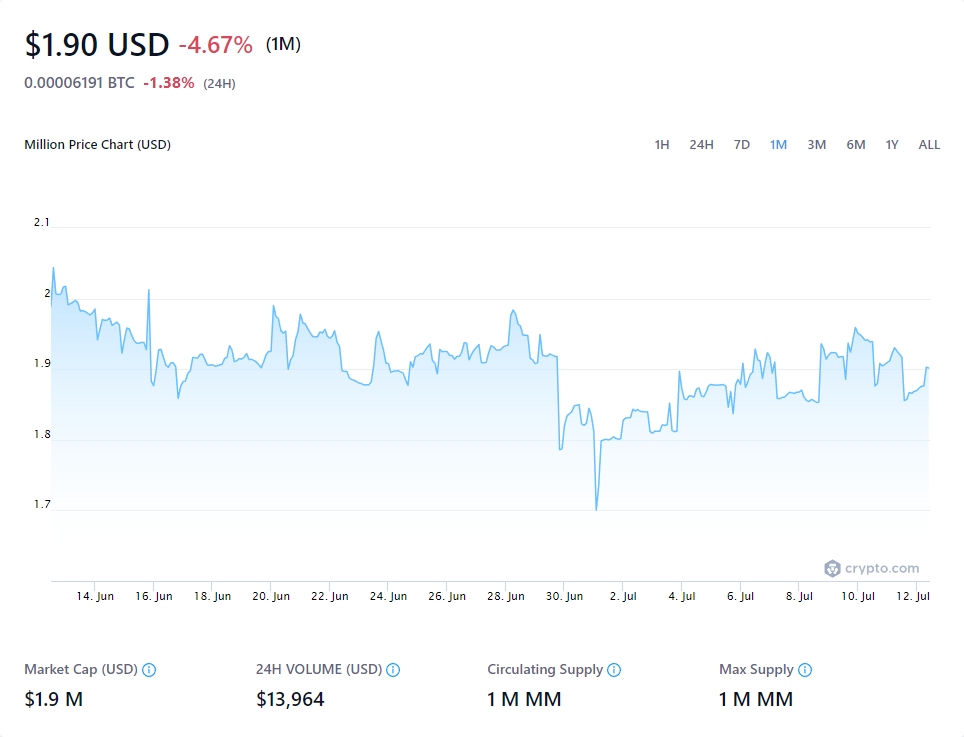 $1.90 USD -4.67% (1M)
0.00006191 BTC -1.38% (24H)
Million Price Chart (USD) 1H 24H 7D 1M 3M 6M 1Y ALL
2.1
2
1.9
1.8
1.7
crypto.com
14. Jun 16. Jun 18. Jun 20. Jun 22. Jun 24. Jun 26. Jun 28. Jun 30. Jun 2. Jul 4. Jul 6. Jul 8. Jul 10. Jul 12. Jul
Market Cap (USD) 24H VOLUME (USD) Circulating Supply Max Supply
$1.9 M $13,964 1 M MM 1 M MM